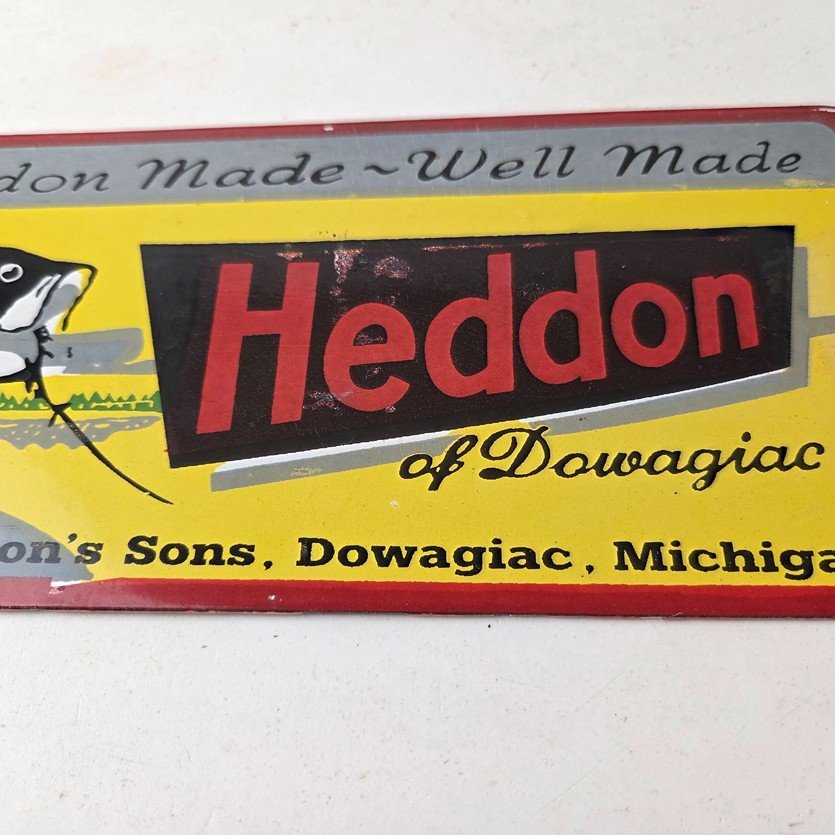 don Made ~ Well Made
Heddon
of Dowagiac
on's Sons, Dowagiac, Michiga